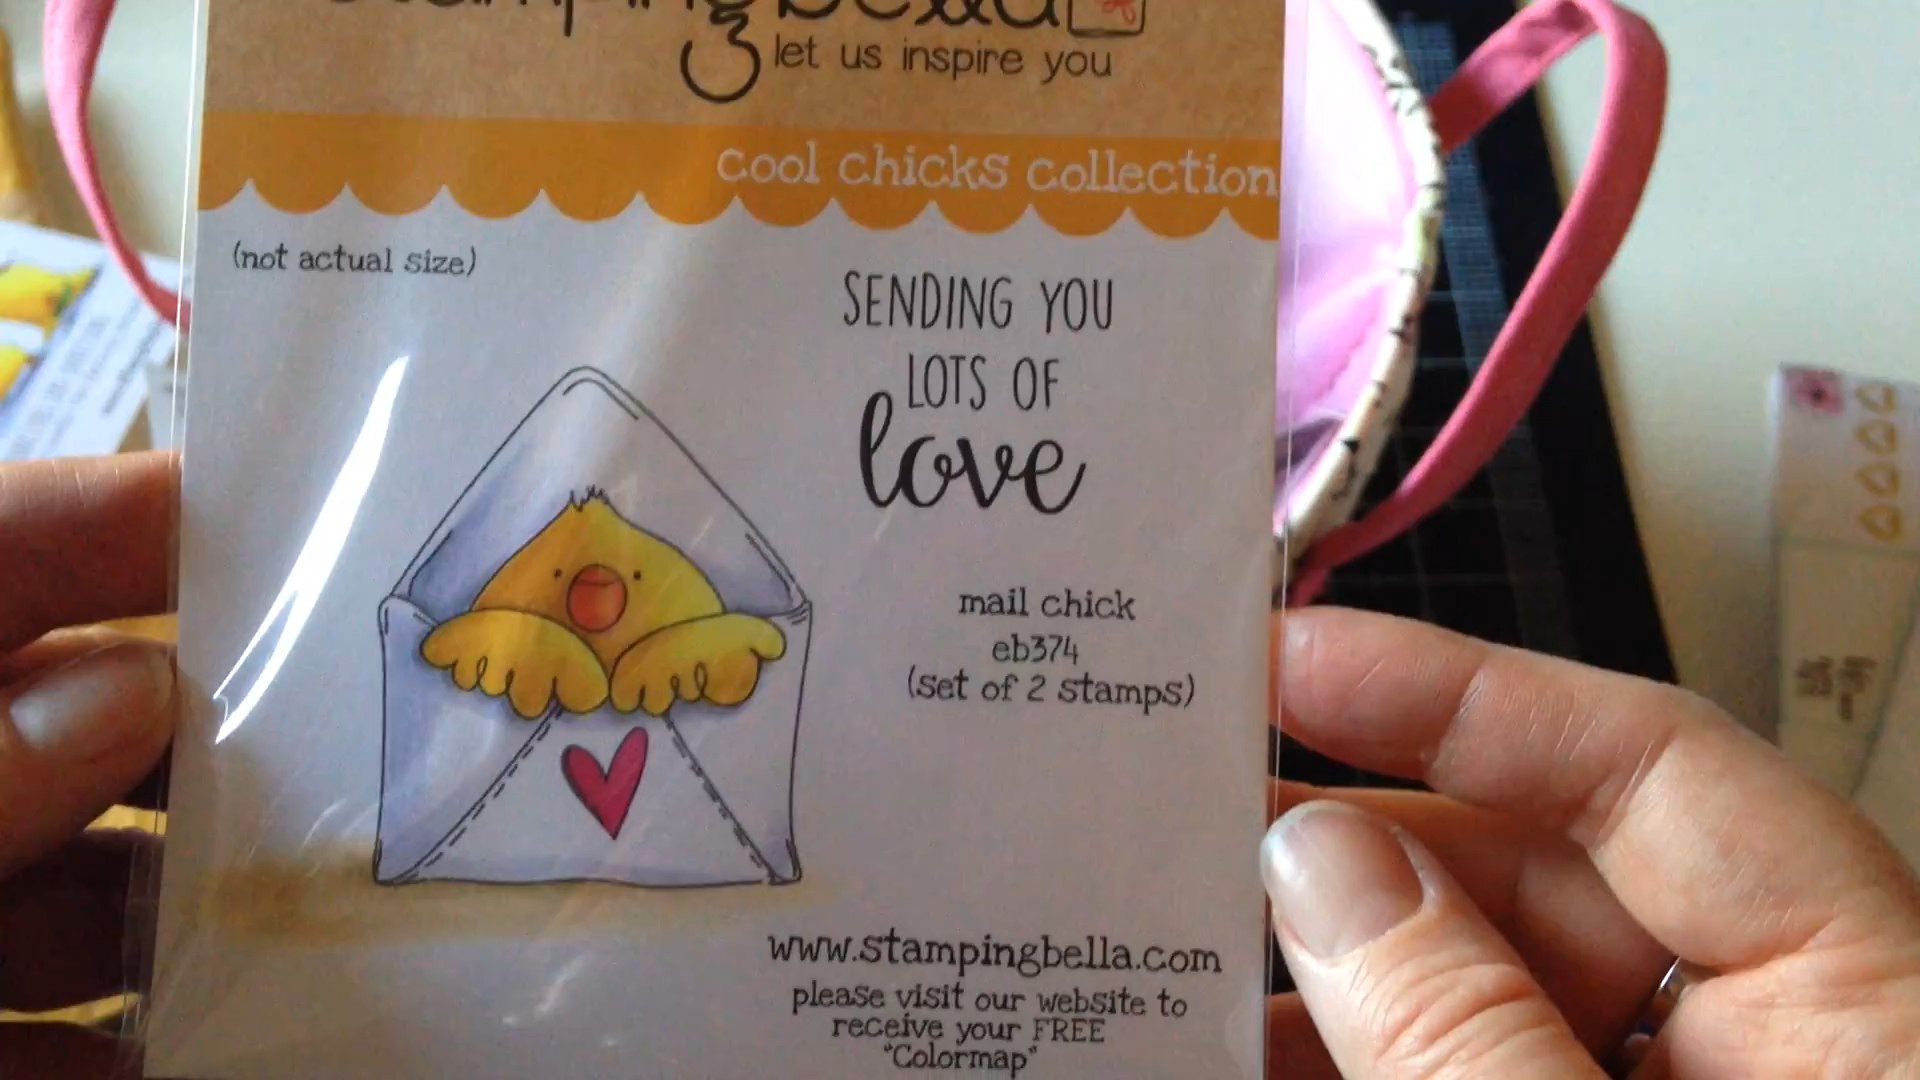 stampingbella
let us inspire you
cool chicks collection
(not actual size)
SENDING YOU
LOTS OF
love
mail chick
eb374
(set of 2 stamps)
www.stampingbella.com
please visit our website to
receive your FREE
"Colormap"